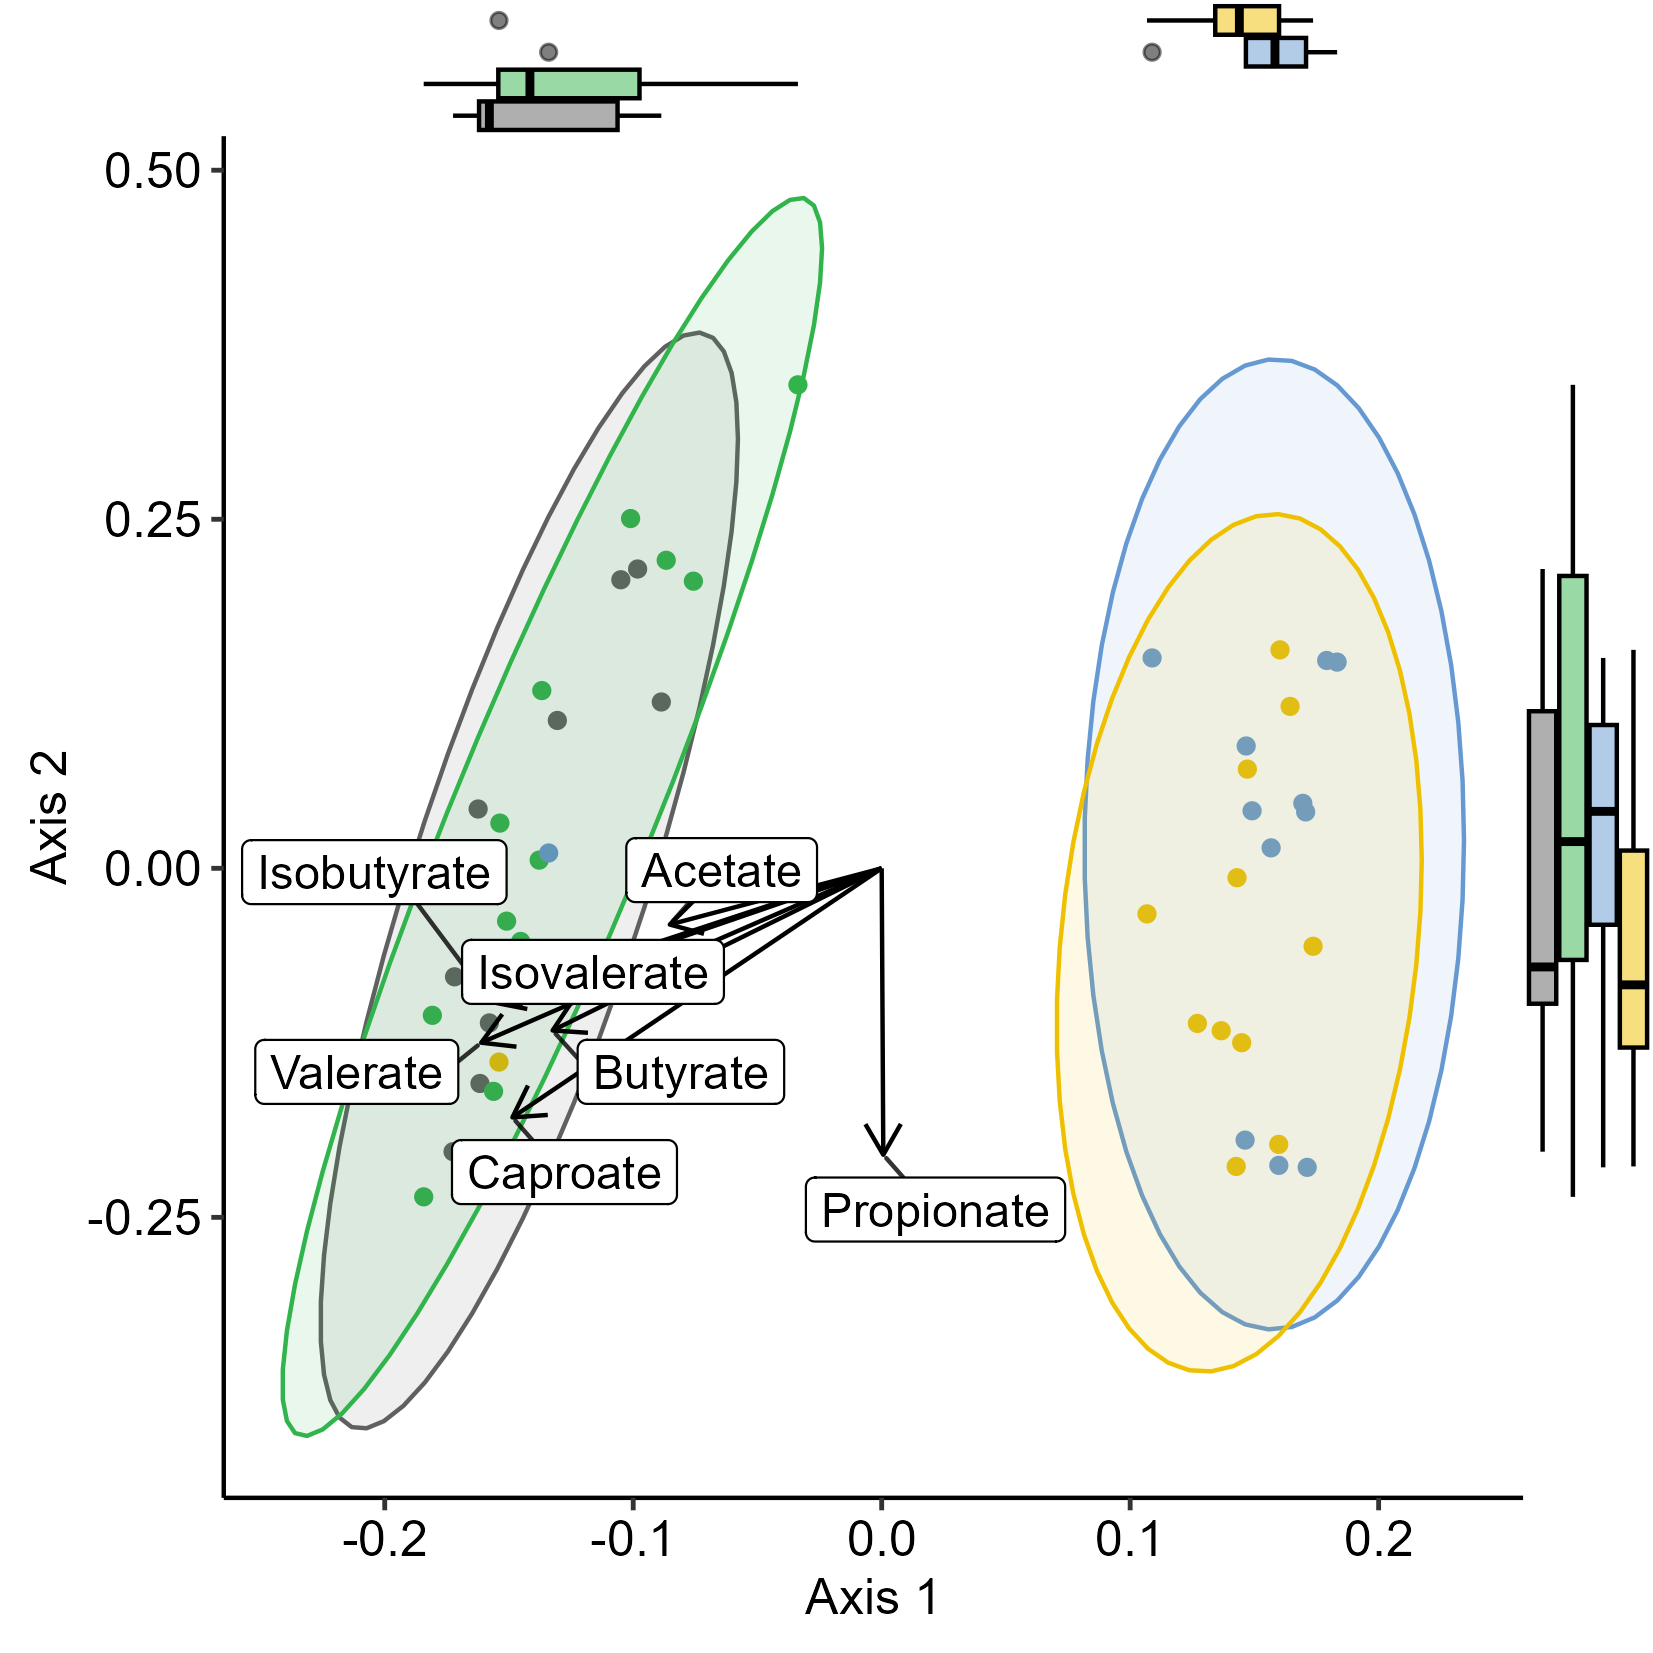 0.50
0.25
0.00
-0.25
Axis 2
Isobutyrate
Acetate
Isovalerate
Valerate
Butyrate
Caproate
Propionate
-0.2
-0.1
0.0
0.1
0.2
Axis 1